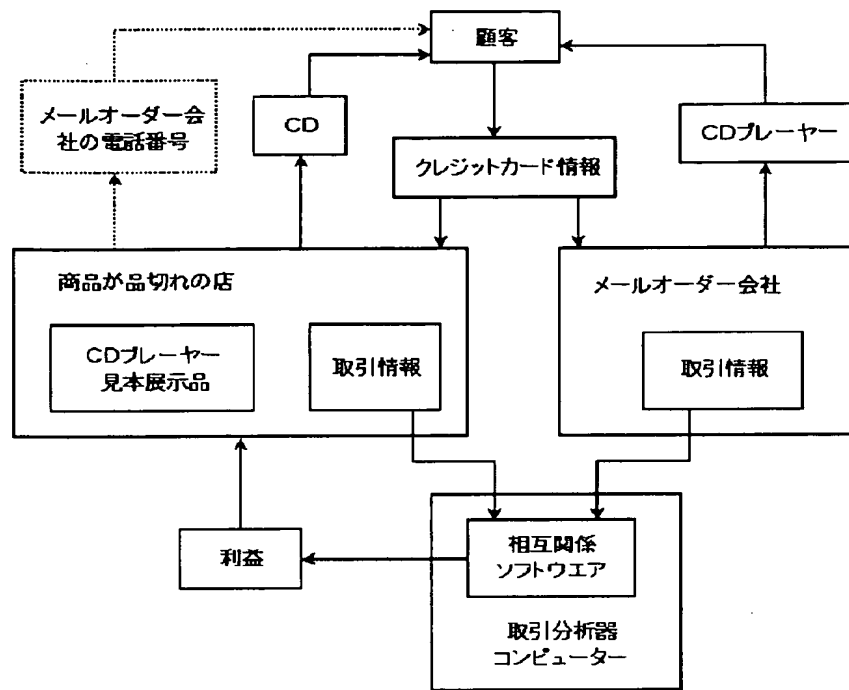 顧客
メールオーダー会
社の電話番号
CD
CDプレーヤー
クレジットカード情報
商品が品切れの店
メールオーダー会社
CDプレーヤー
見本展示品
取引情報
取引情報
利益
相互関係
ソフトウエア
取引分析器
コンピューター